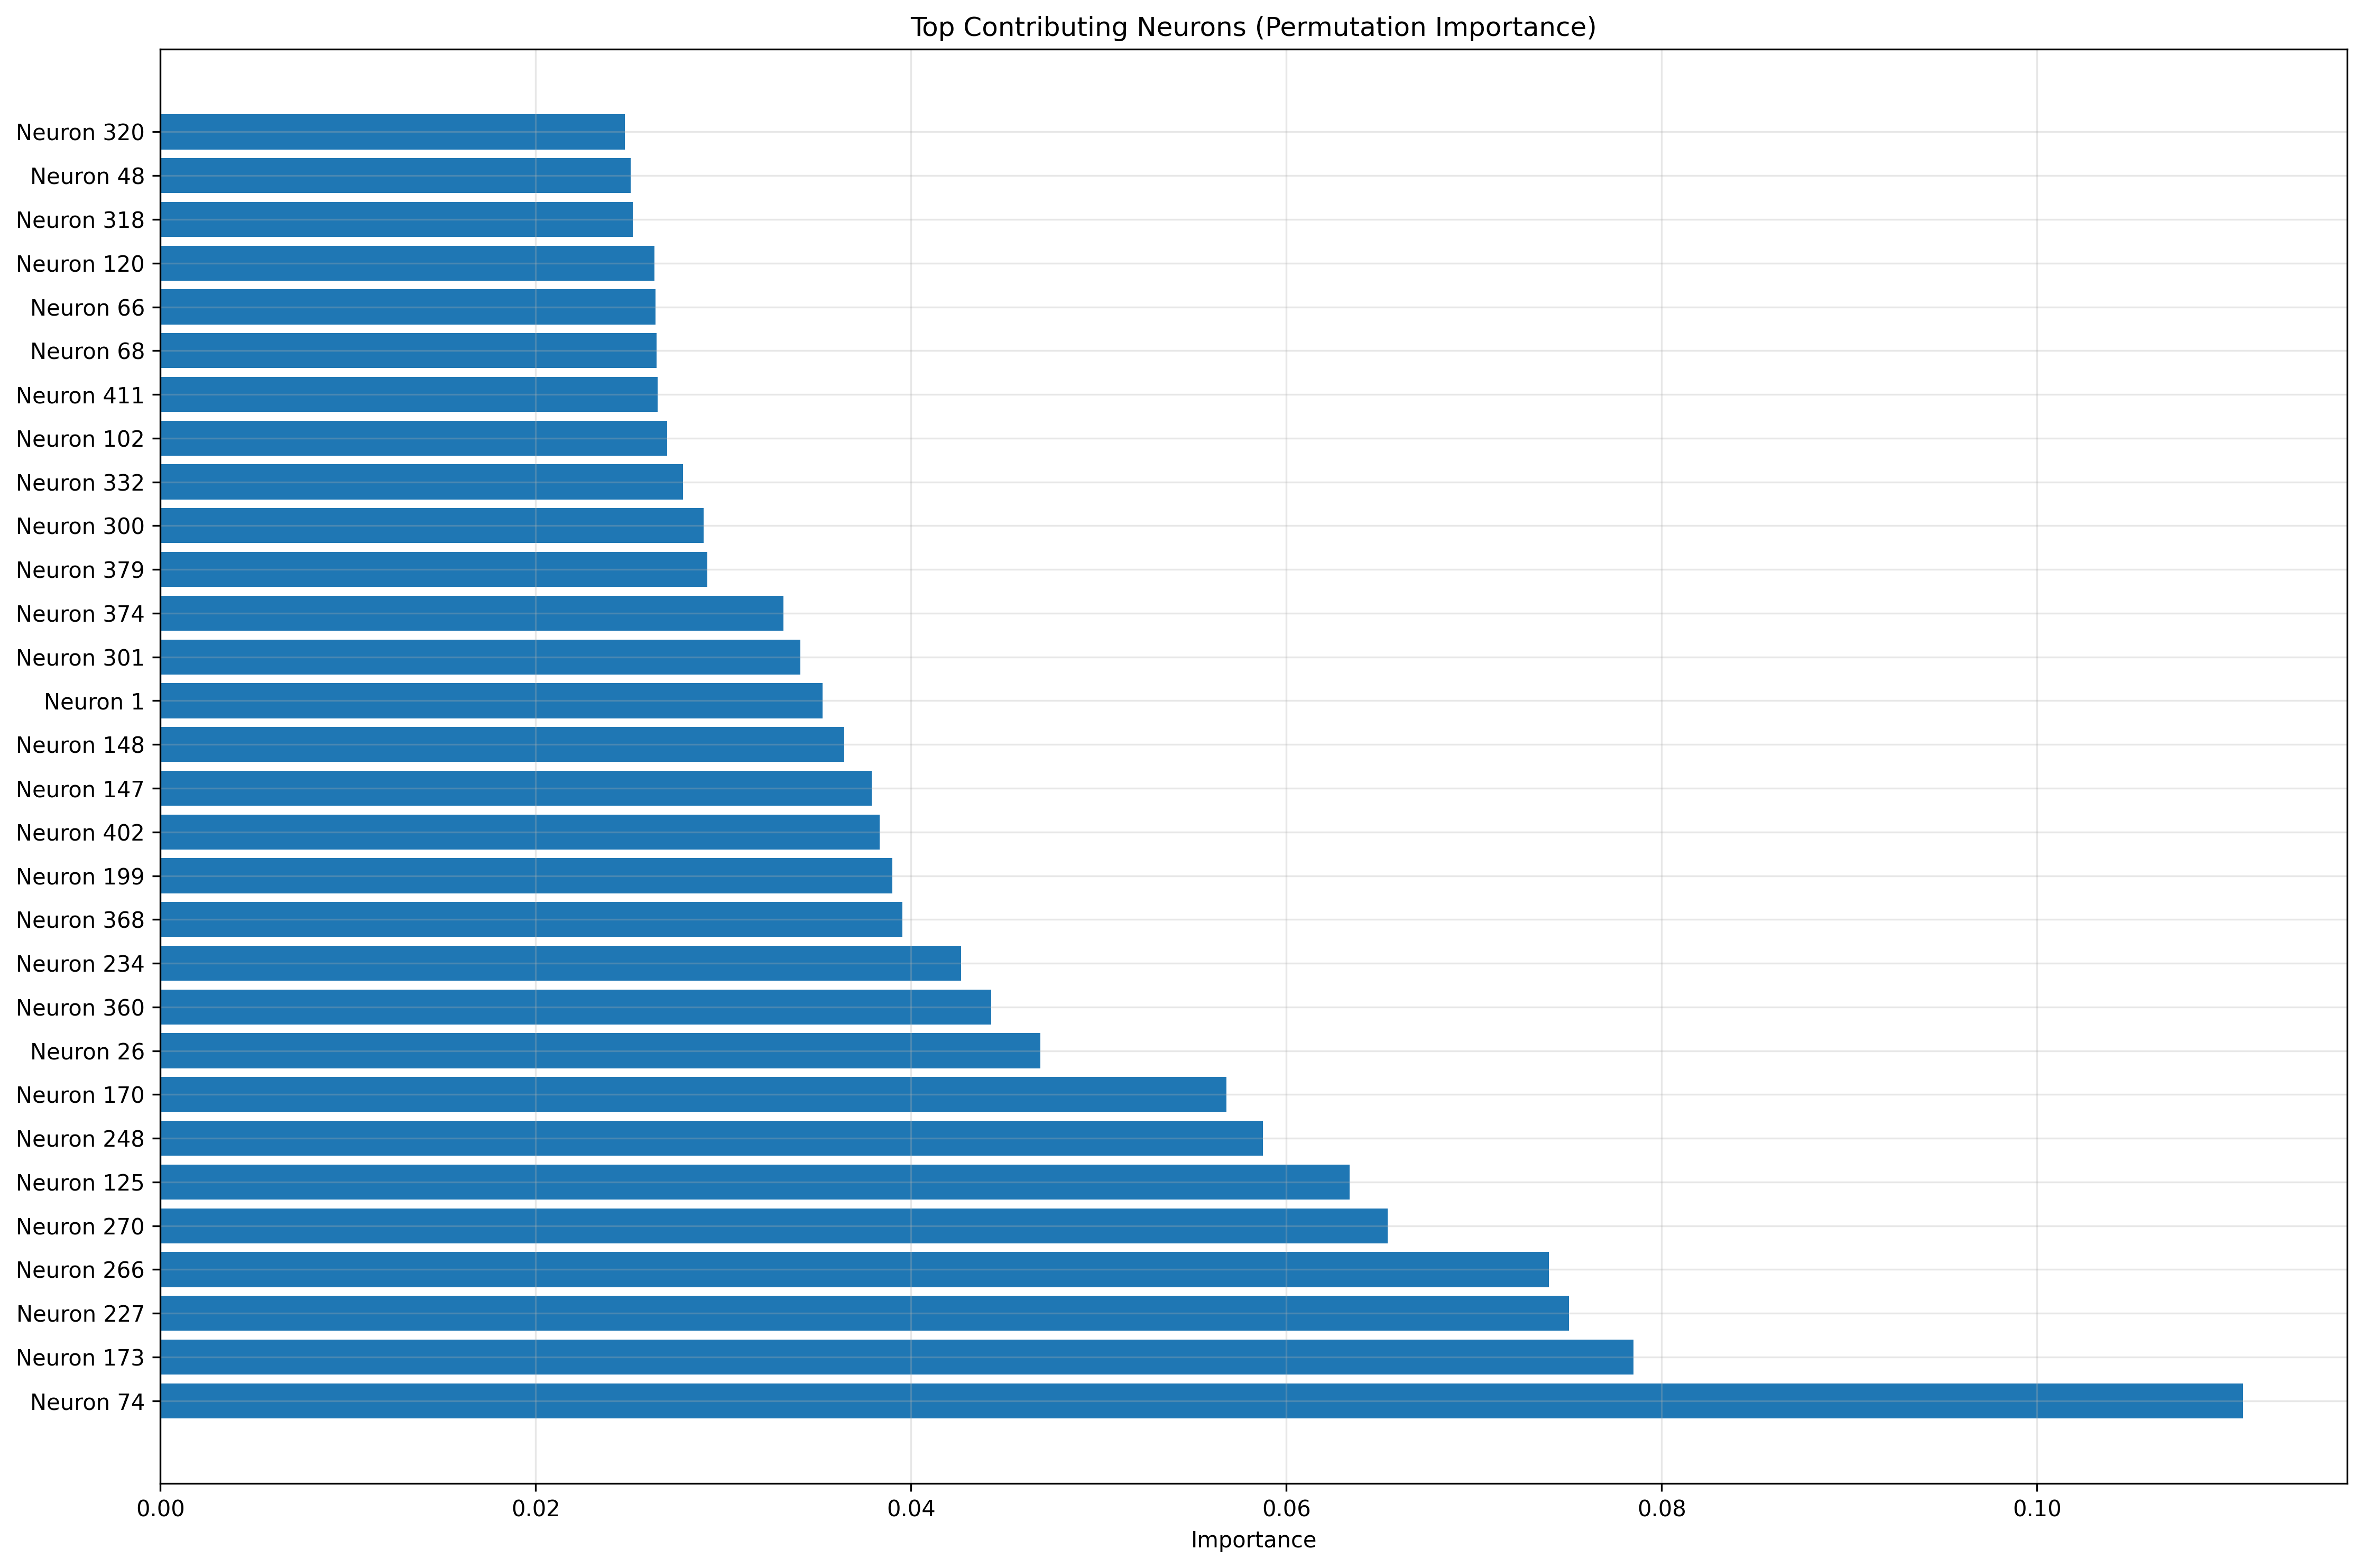 Top Contributing Neurons (Permutation Importance)
Neuron 320
Neuron 48
Neuron 318
Neuron 120
Neuron 66
Neuron 68
Neuron 411
Neuron 102
Neuron 332
Neuron 300
Neuron 379
Neuron 374
Neuron 301
Neuron 1
Neuron 148
Neuron 147
Neuron 402
Neuron 199
Neuron 368
Neuron 234
Neuron 360
Neuron 26
Neuron 170
Neuron 248
Neuron 125
Neuron 270
Neuron 266
Neuron 227
Neuron 173
Neuron 74
0.00 0.02 0.04 0.06 0.08 0.10
Importance